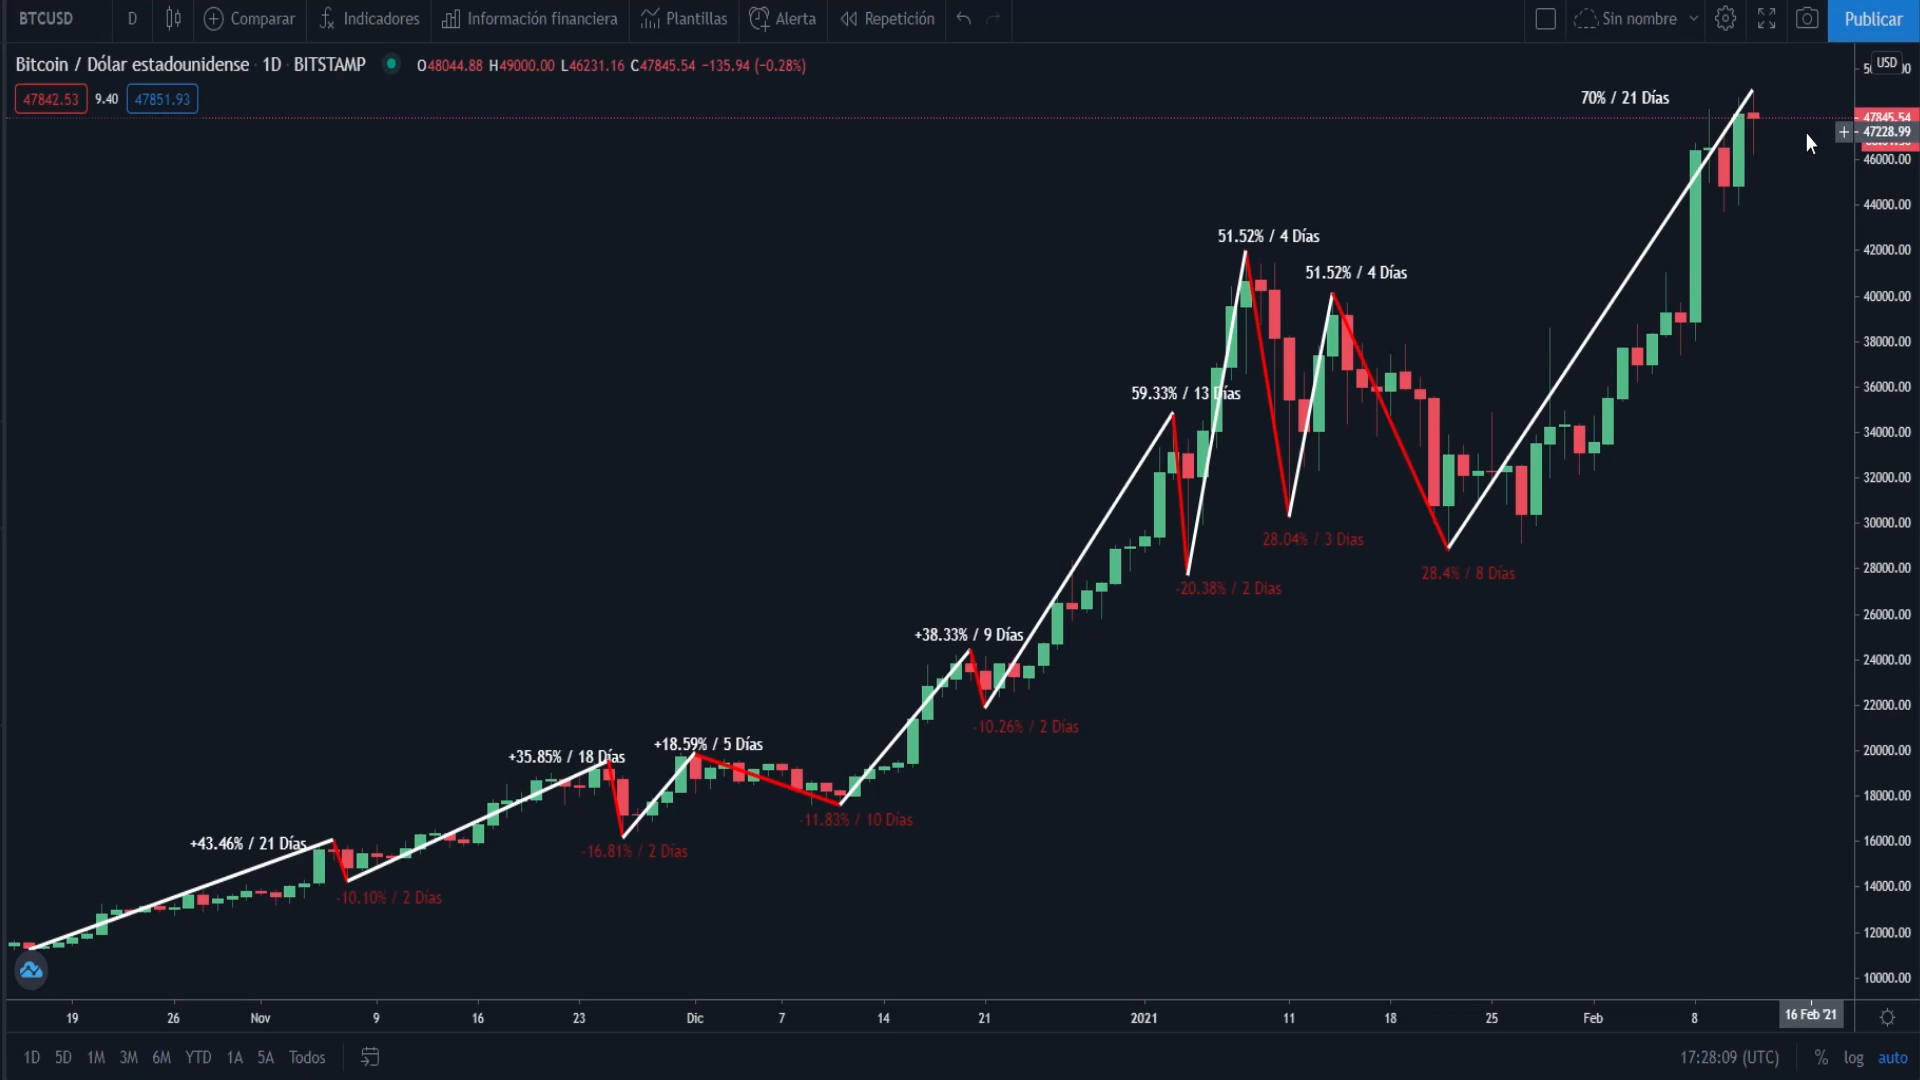 BTCUSD D Comparar Indicadores Información financiera Plantillas Alerta Repetición Sin nombre Publicar
Bitcoin / Dólar estadounidense · 1D · BITSTAMP O48044.88 H49000.00 L46231.16 C47845.54 −135.94 (−0.28%)
USD
47842.53 9.40 47851.93
70% / 21 Días
47845.54
47228.99
46000.00
44000.00
51.52% / 4 Días
42000.00
51.52% / 4 Días
40000.00
38000.00
59.33% / 13 Días
36000.00
34000.00
32000.00
30000.00
28.04% / 3 Dias
28.4% / 8 Días
28000.00
-20.38% / 2 Dias
26000.00
+38.33% / 9 Días
24000.00
-10.26% / 2 Días
22000.00
+18.59% / 5 Días
20000.00
+35.85% / 18 Días
18000.00
-11.83% / 10 Días
16000.00
+43.46% / 21 Días
-16.81% / 2 Días
14000.00
-10.10% / 2 Días
12000.00
10000.00
19 26 Nov 9 16 23 Dic 7 14 21 2021 11 18 25 Feb 8 16 Feb '21
1D 5D 1M 3M 6M YTD 1A 5A Todos 17:28:09 (UTC) % log auto